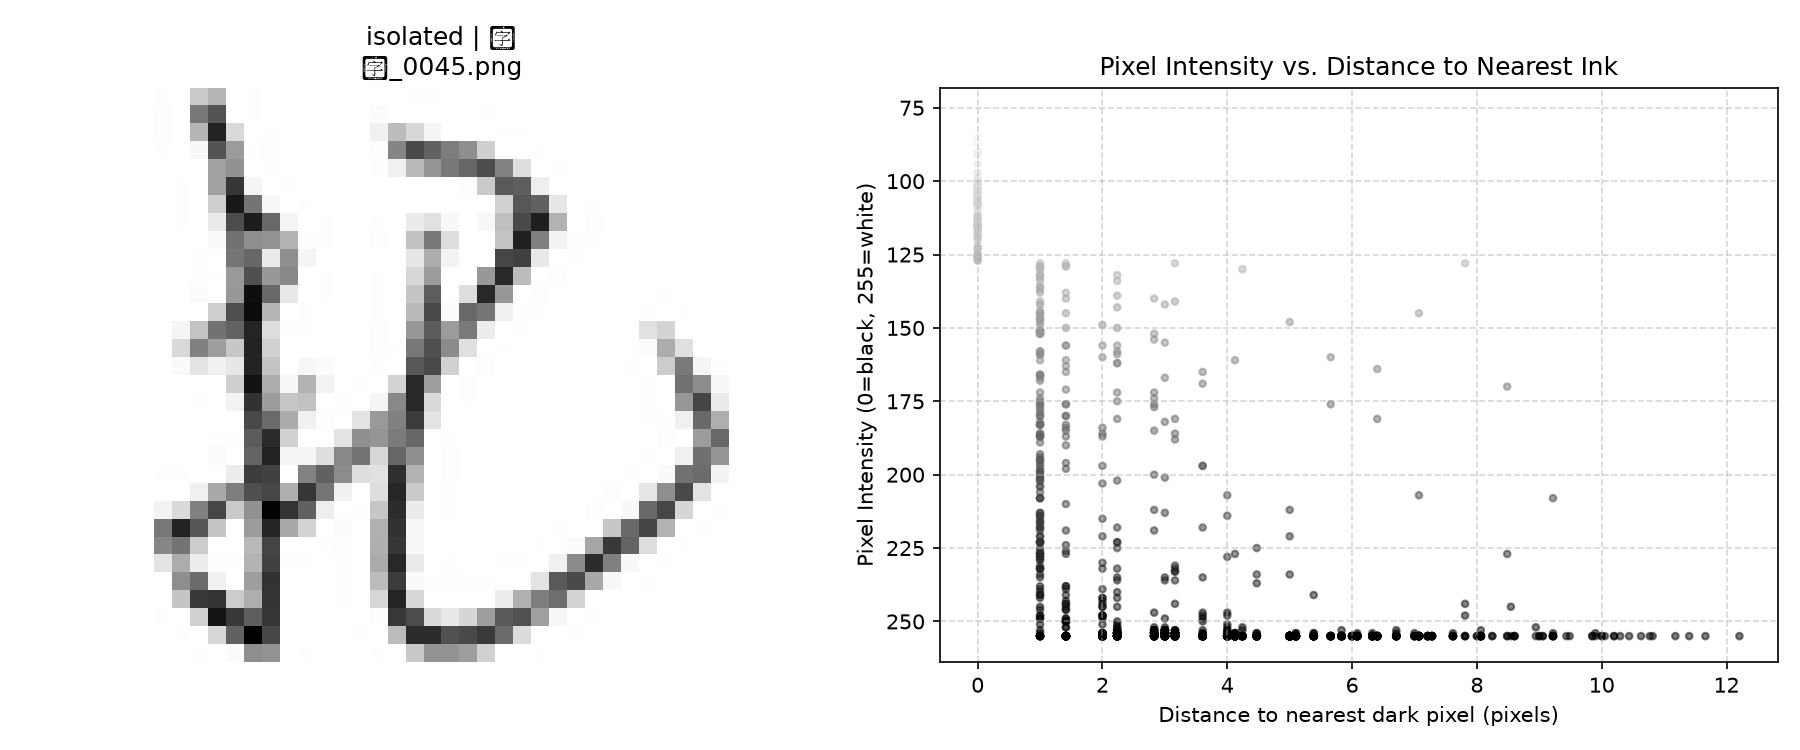 isolated |
_0045.png
Pixel Intensity vs. Distance to Nearest Ink
75
100
125
150
175
200
225
250
Pixel Intensity (0=black, 255=white)
0 2 4 6 8 10 12
Distance to nearest dark pixel (pixels)